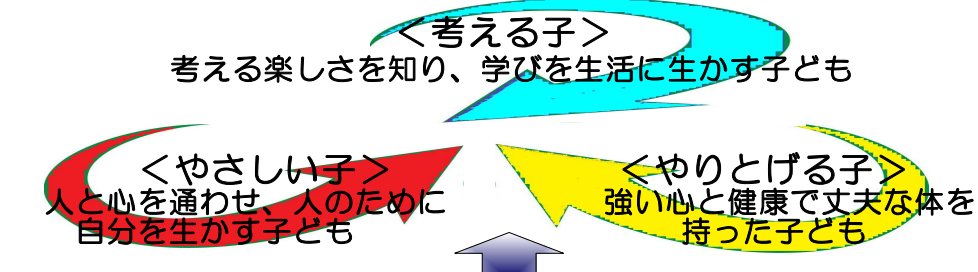 ＜考える子＞
考える楽しさを知り、学びを生活に生かす子ども
＜やさしい子＞
人と心を通わせ、人のために
自分を生かす子ども
＜やりとげる子＞
強い心と健康で丈夫な体を
持った子ども